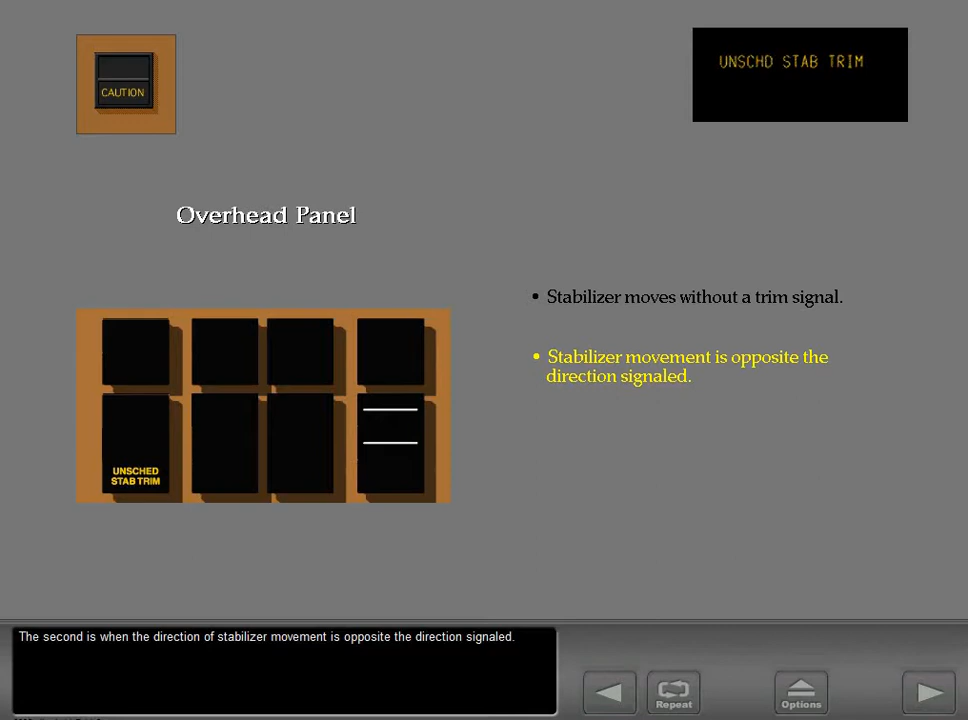 CAUTION
UNSCHD STAB TRIM
Overhead Panel
• Stabilizer moves without a trim signal.
• Stabilizer movement is opposite the
direction signaled.
UNSCHED
STAB TRIM
The second is when the direction of stabilizer movement is opposite the direction signaled.
Repeat
Options